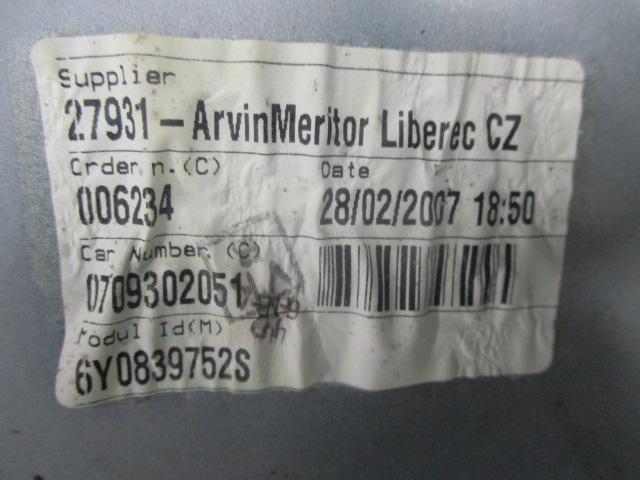 Supplier
27931-ArvinMeritor Liberec CZ
Order n.(C) Date
006234 28/02/2007 18:50
Car Number (C)
0709302051
Modul Id(M)
6Y0839752S